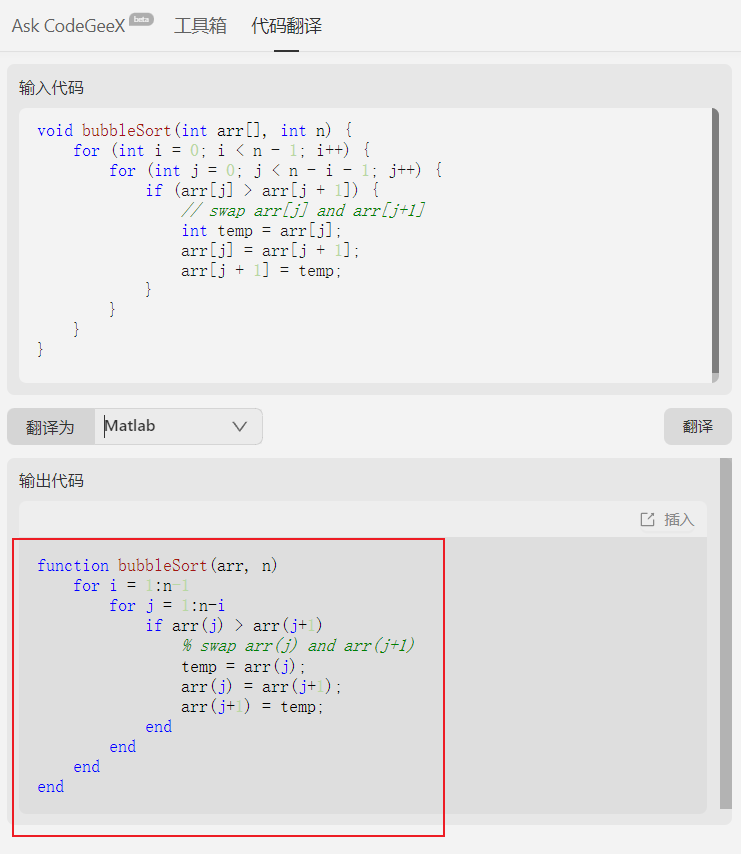 Ask CodeGeeX beta 工具箱 代码翻译
输入代码
void bubbleSort(int arr[], int n) {
    for (int i = 0; i < n - 1; i++) {
        for (int j = 0; j < n - i - 1; j++) {
            if (arr[j] > arr[j + 1]) {
                // swap arr[j] and arr[j+1]
                int temp = arr[j];
                arr[j] = arr[j + 1];
                arr[j + 1] = temp;
            }
        }
    }
}
翻译为 Matlab 翻译
输出代码
插入
function bubbleSort(arr, n)
    for i = 1:n-1
        for j = 1:n-i
            if arr(j) > arr(j+1)
                % swap arr(j) and arr(j+1)
                temp = arr(j);
                arr(j) = arr(j+1);
                arr(j+1) = temp;
            end
        end
    end
end